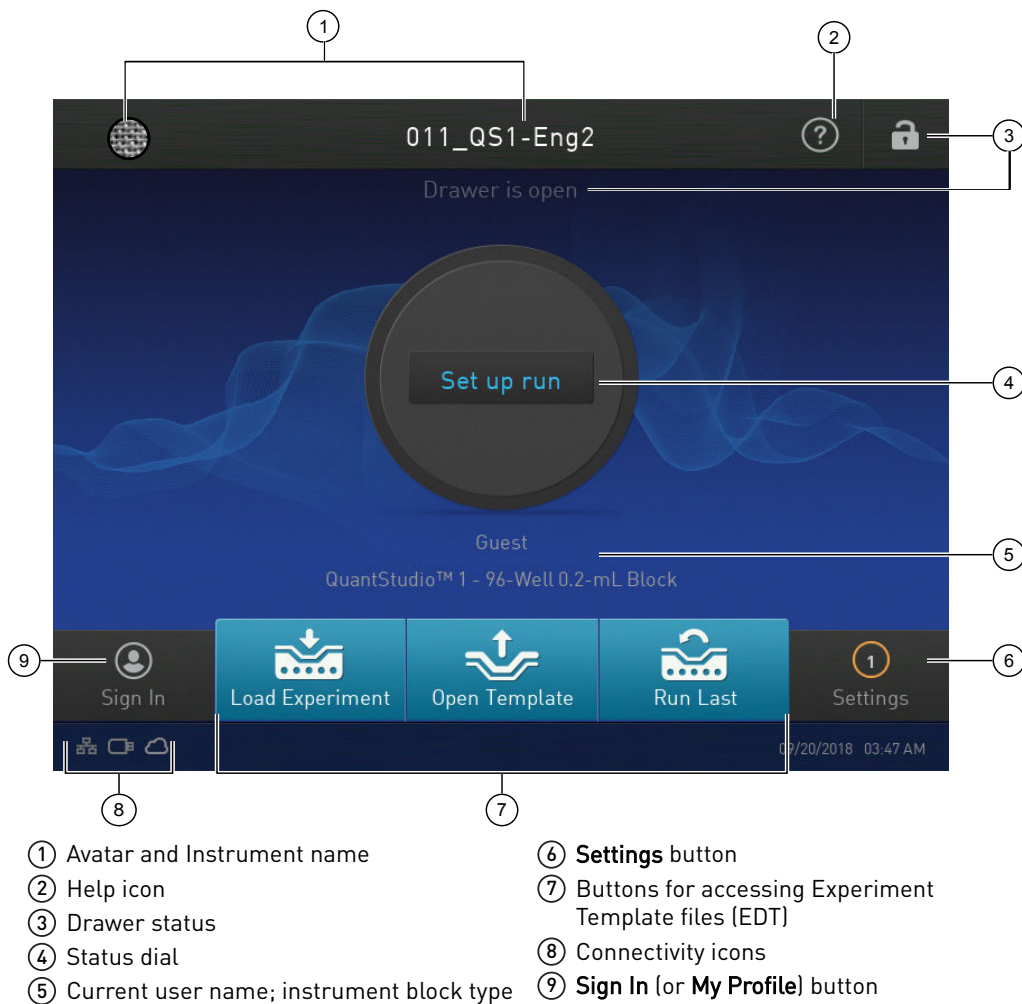 1
2
011_QS1-Eng2
?
3
Drawer is open
Set up run
4
Guest
5
QuantStudio™ 1 - 96-Well 0.2-mL Block
9
1
6
Sign In
Load Experiment
Open Template
Run Last
Settings
09/20/2018 03:47 AM
8
7
1 Avatar and Instrument name
2 Help icon
3 Drawer status
4 Status dial
5 Current user name; instrument block type
6 Settings button
7 Buttons for accessing Experiment
Template files (EDT)
8 Connectivity icons
9 Sign In (or My Profile) button